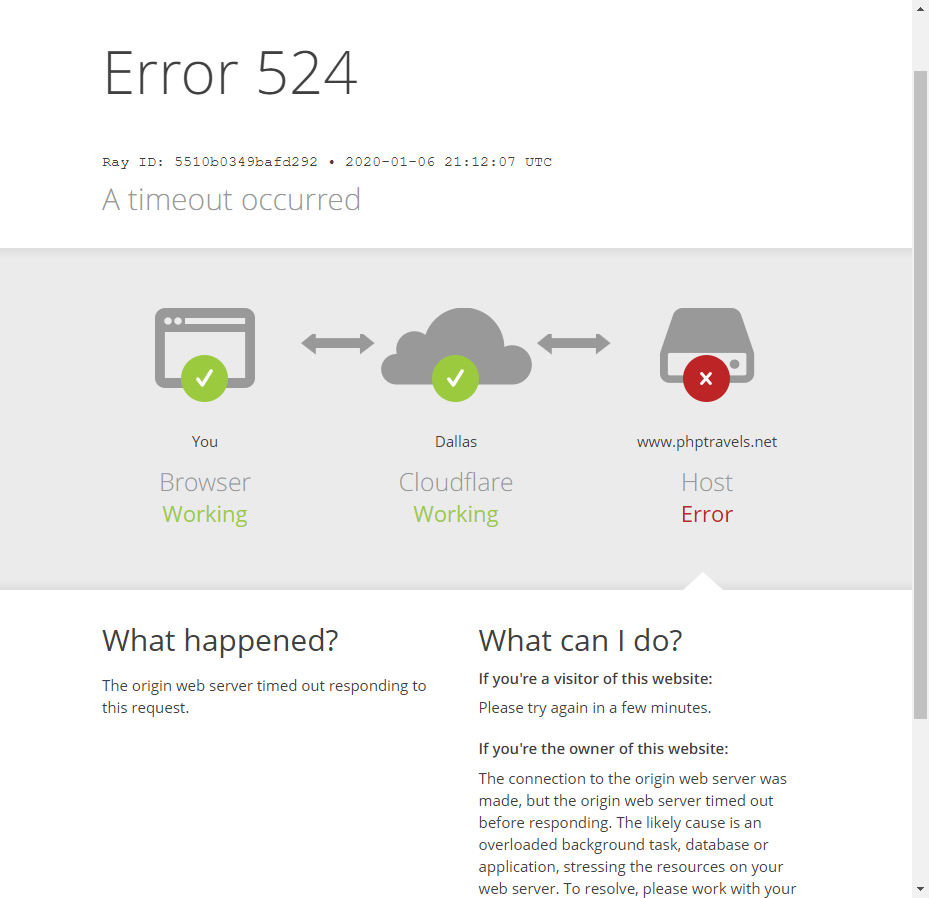 Error 524
Ray ID: 5510b0349bafd292 • 2020-01-06 21:12:07 UTC
A timeout occurred
You
Browser
Working
Dallas
Cloudflare
Working
www.phptravels.net
Host
Error
What happened?
The origin web server timed out responding to
this request.
What can I do?
If you're a visitor of this website:
Please try again in a few minutes.
If you're the owner of this website:
The connection to the origin web server was
made, but the origin web server timed out
before responding. The likely cause is an
overloaded background task, database or
application, stressing the resources on your
web server. To resolve, please work with your